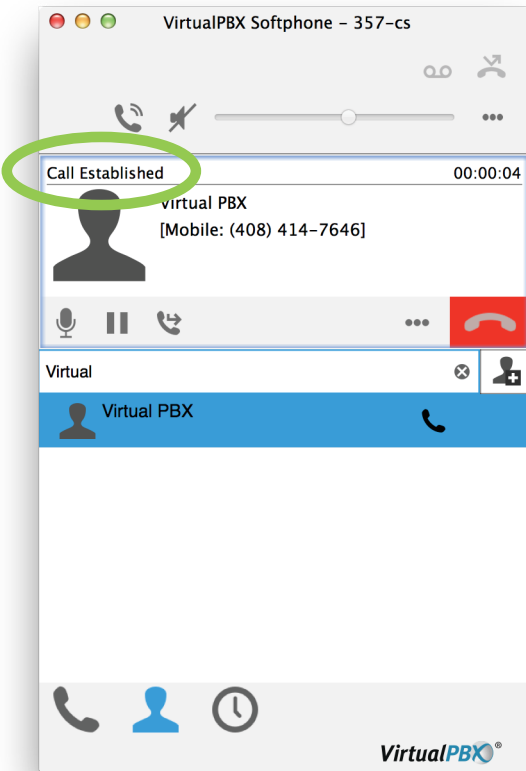 VirtualPBX Softphone – 357-cs
Call Established 00:00:04
Virtual PBX
[Mobile: (408) 414-7646]
Virtual
Virtual PBX
VirtualPBX®